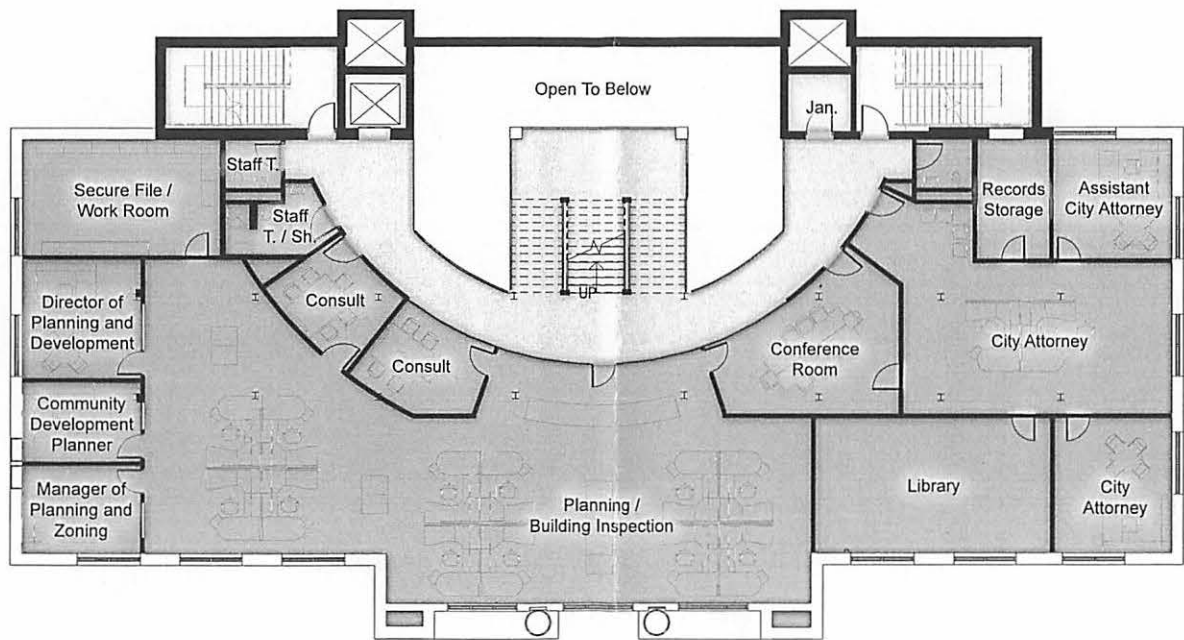 Open To Below
Jan.
Staff T.
Secure File /
Work Room
Staff
T. / Sh.
Records
Storage
Assistant
City Attorney
Director of
Planning and
Development
Consult
UP
Consult
Conference
Room
City Attorney
Community
Development
Planner
Manager of
Planning and
Zoning
Planning /
Building Inspection
Library
City
Attorney